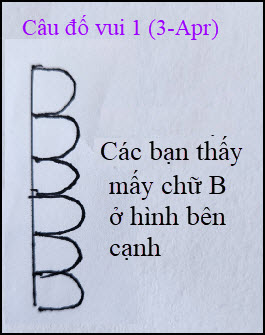 Câu đố vui 1 (3-Apr)
Các bạn thấy
mấy chữ B
ở hình bên
cạnh